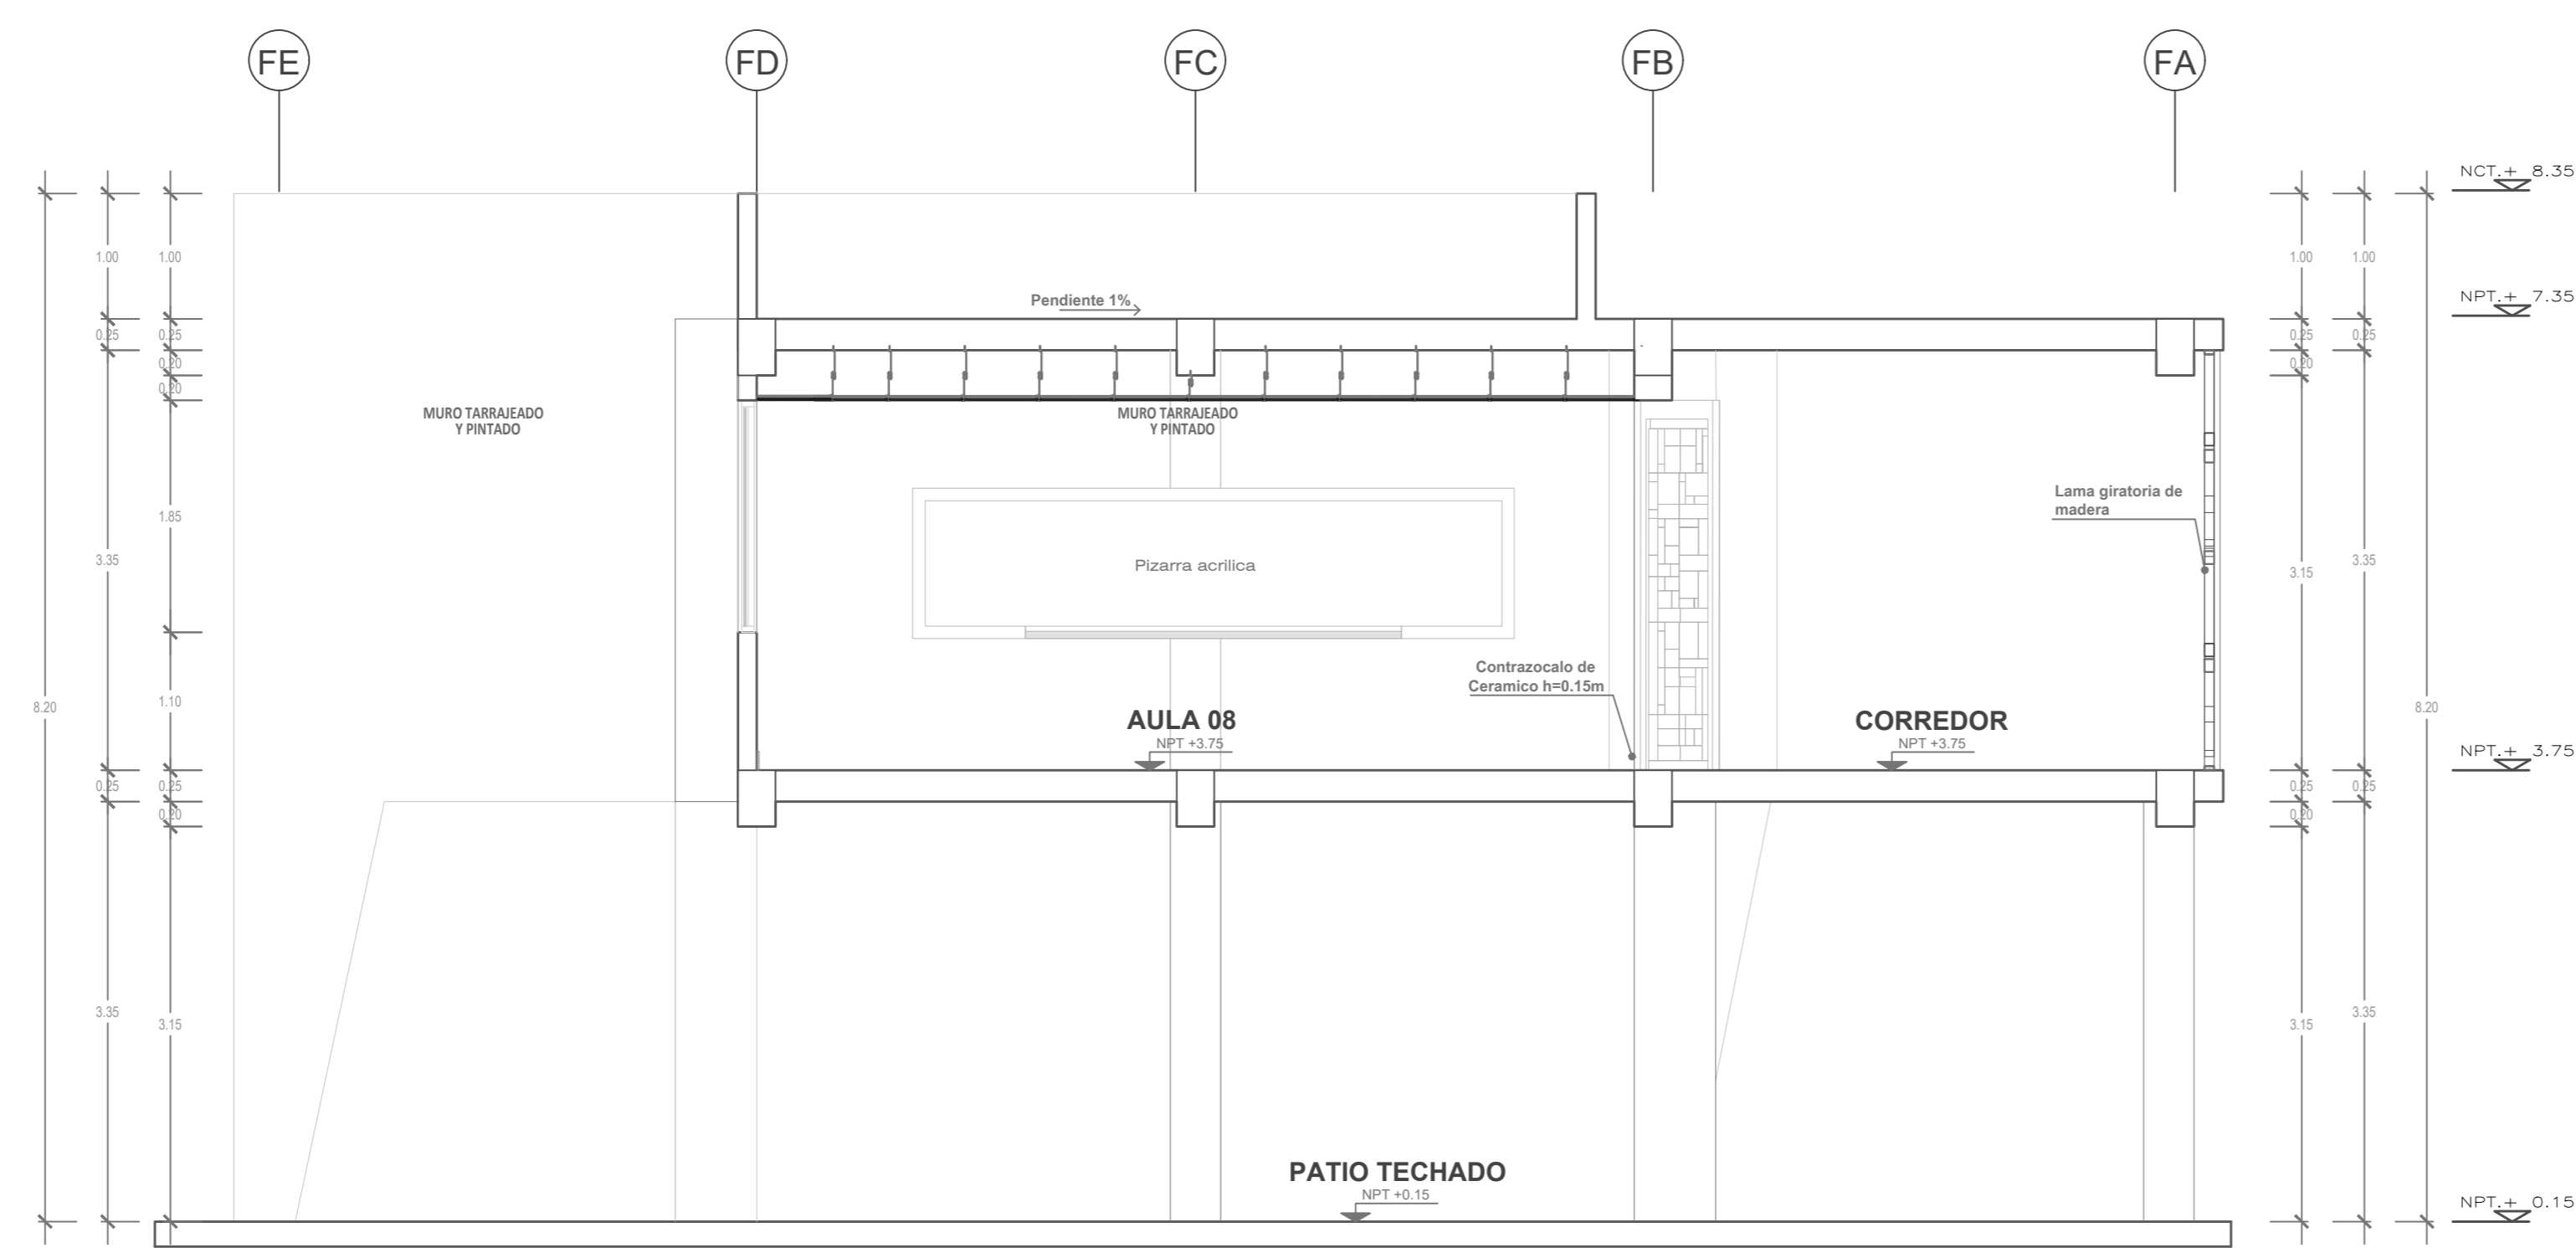 FE
FD
FC
FB
FA
NCT.+ 8.35
1.00
1.00
1.00
1.00
Pendiente 1%
NPT.+ 7.35
0.25
0.25
0.25
0.25
0.20
0.20
0.20
MURO TARRAJEADO
Y PINTADO
MURO TARRAJEADO
Y PINTADO
Lama giratoria de
madera
1.85
3.35
Pizarra acrilica
3.15
3.35
Contrazocalo de
Ceramico h=0.15m
1.10
8.20
8.20
AULA 08
NPT +3.75
CORREDOR
NPT +3.75
NPT.+ 3.75
0.25
0.25
0.25
0.25
0.20
0.20
3.35
3.15
3.15
3.35
PATIO TECHADO
NPT +0.15
NPT.+ 0.15